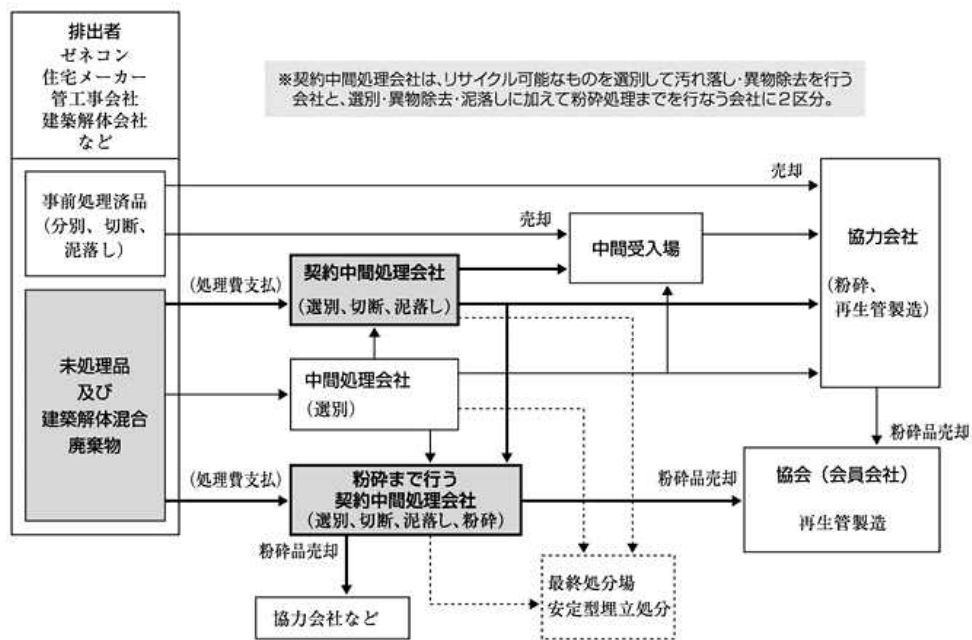 排出者
ゼネコン
住宅メーカー
管工事会社
建築解体会社
など
※契約中間処理会社は、リサイクル可能なものを選別して汚れ落し・異物除去を行う
会社と、選別・異物除去・泥落しに加えて粉砕処理までを行なう会社に2区分。
事前処理済品
(分別、切断、
泥落し)
売却
売却
中間受入場
協力会社
(粉砕、
再生管製造)
(処理費支払)
契約中間処理会社
(選別、切断、泥落し)
未処理品
及び
建築解体混合
廃棄物
中間処理会社
(選別)
粉砕品売却
(処理費支払)
粉砕まで行う
契約中間処理会社
(選別、切断、泥落し、粉砕)
粉砕品売却
協会(会員会社)
再生管製造
粉砕品売却
協力会社など
最終処分場
安定型埋立処分